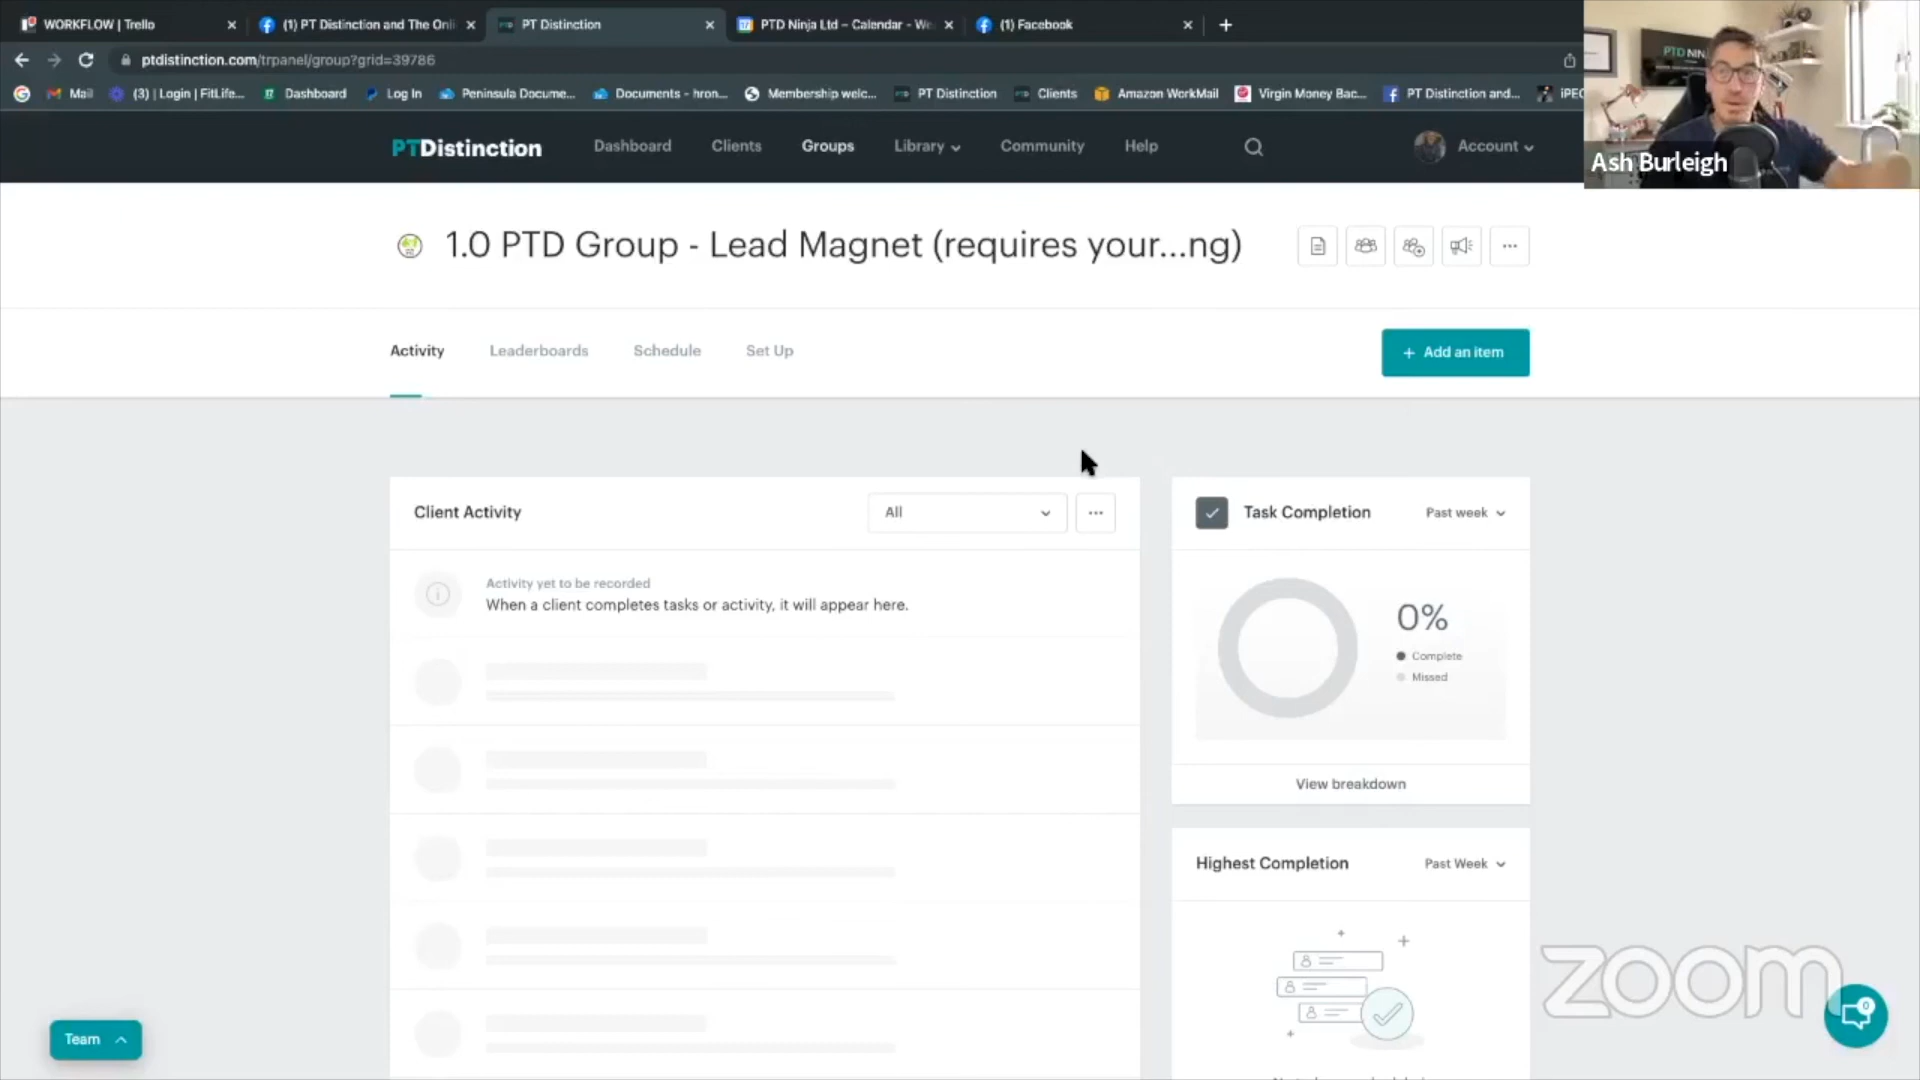 WORKFLOW | Trello
(1) PT Distinction and The Onli
PT Distinction
PTD Ninja Ltd – Calendar - We
(1) Facebook
ptdistinction.com/trpanel/group?grid=39786
Mail
(3) | Login | FitLife...
Dashboard
Log In
Peninsula Docume...
Documents - hron...
Membership welc...
PT Distinction
Clients
Amazon WorkMail
Virgin Money Bac...
PT Distinction and...
iPEC
PTD NIN
Ash Burleigh
PTDistinction
Dashboard
Clients
Groups
Library
Community
Help
Account
1.0 PTD Group - Lead Magnet (requires your...ng)
Activity
Leaderboards
Schedule
Set Up
+ Add an item
Client Activity
All
Task Completion
Past week
Activity yet to be recorded
When a client completes tasks or activity, it will appear here.
0%
Complete
Missed
View breakdown
Highest Completion
Past Week
zoom
0
Team